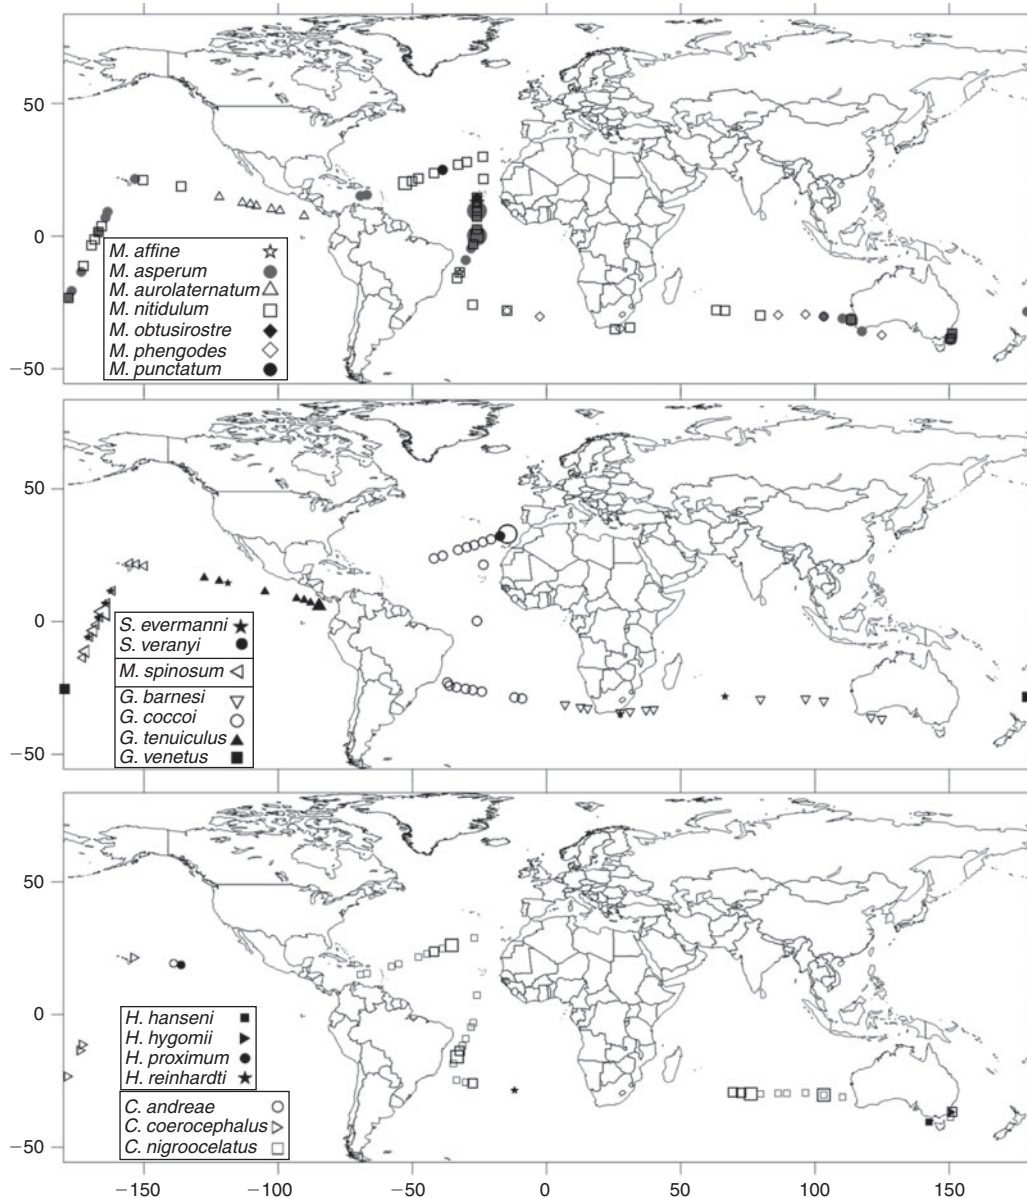 50
0
−50
M. affine
M. asperum
M. aurolaternatum
M. nitidulum
M. obtusirostre
M. phengodes
M. punctatum
50
0
−50
S. evermanni
S. veranyi
M. spinosum
G. barnesi
G. coccoi
G. tenuiculus
G. venetus
50
0
−50
H. hanseni
H. hygomii
H. proximum
H. reinhardti
C. andreae
C. coerocephalus
C. nigroocelatus
−150 −100 −50 0 50 100 150